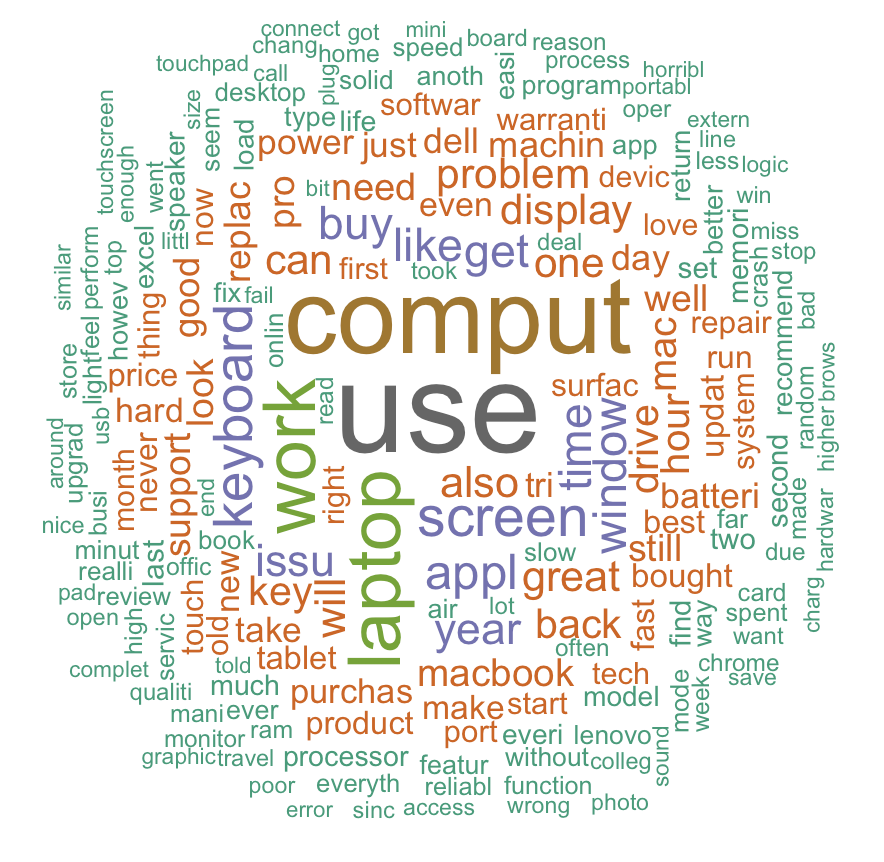 connect
got
mini
board
reason
chang
home
speed
process
touchpad
call
plug
solid
anoth
easi
program
portabl
horribl
desktop
size
type
life
softwar
warranti
oper
extern
touchscreen
enough
went
speaker
seem
load
power
just
dell
machin
app
return
line
less
logic
bit
need
problem
devic
win
now
replac
pro
buy
even
display
love
better
memori
miss
littl
can
first
like
get
deal
one
day
set
crash
stop
similar
perform
top
excel
good
took
well
recommend
bad
feel
howev
thing
fix
fail
onlin
comput
mac
repair
store
light
price
look
keyboard
read
use
surfac
run
random
brows
usb
hard
work
time
window
drive
hour
updat
system
higher
around
upgrad
month
never
support
end
right
laptop
also
tri
batteri
second
made
nice
busi
screen
best
far
hardwar
minut
last
book
issu
slow
still
two
due
realli
offic
new
key
will
appl
great
bought
card
charg
pad
review
touch
air
lot
year
back
fast
find
way
spent
open
high
servic
old
take
often
want
complet
told
tablet
macbook
tech
chrome
qualiti
much
purchas
make
start
model
mode
week
save
mani
ever
product
port
everi
lenovo
monitor
ram
without
colleg
sound
graphic
travel
processor
featur
poor
everyth
reliabl
function
error
sinc
access
wrong
photo